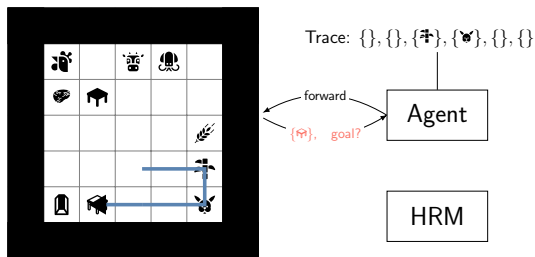 Trace: {}, {}, {}, {}, {}, {}
forward
{}, goal?
Agent
HRM